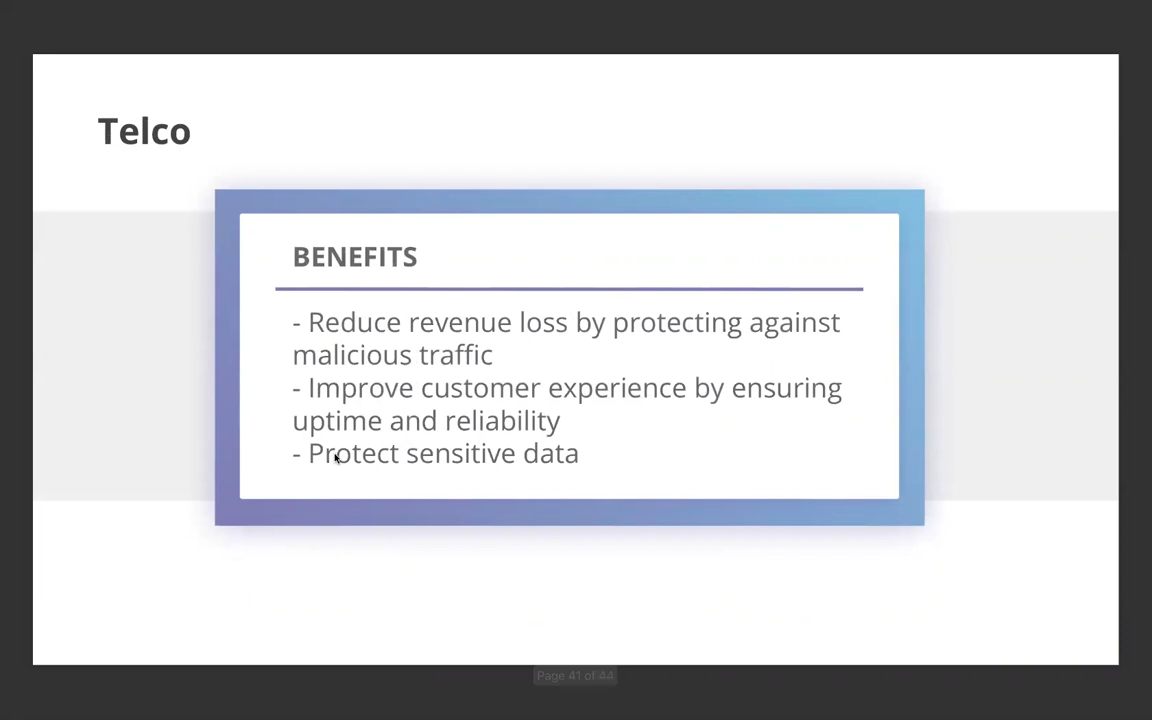 Telco
BENEFITS
- Reduce revenue loss by protecting against
malicious traffic
- Improve customer experience by ensuring
uptime and reliability
- Protect sensitive data
Page 41 of 44